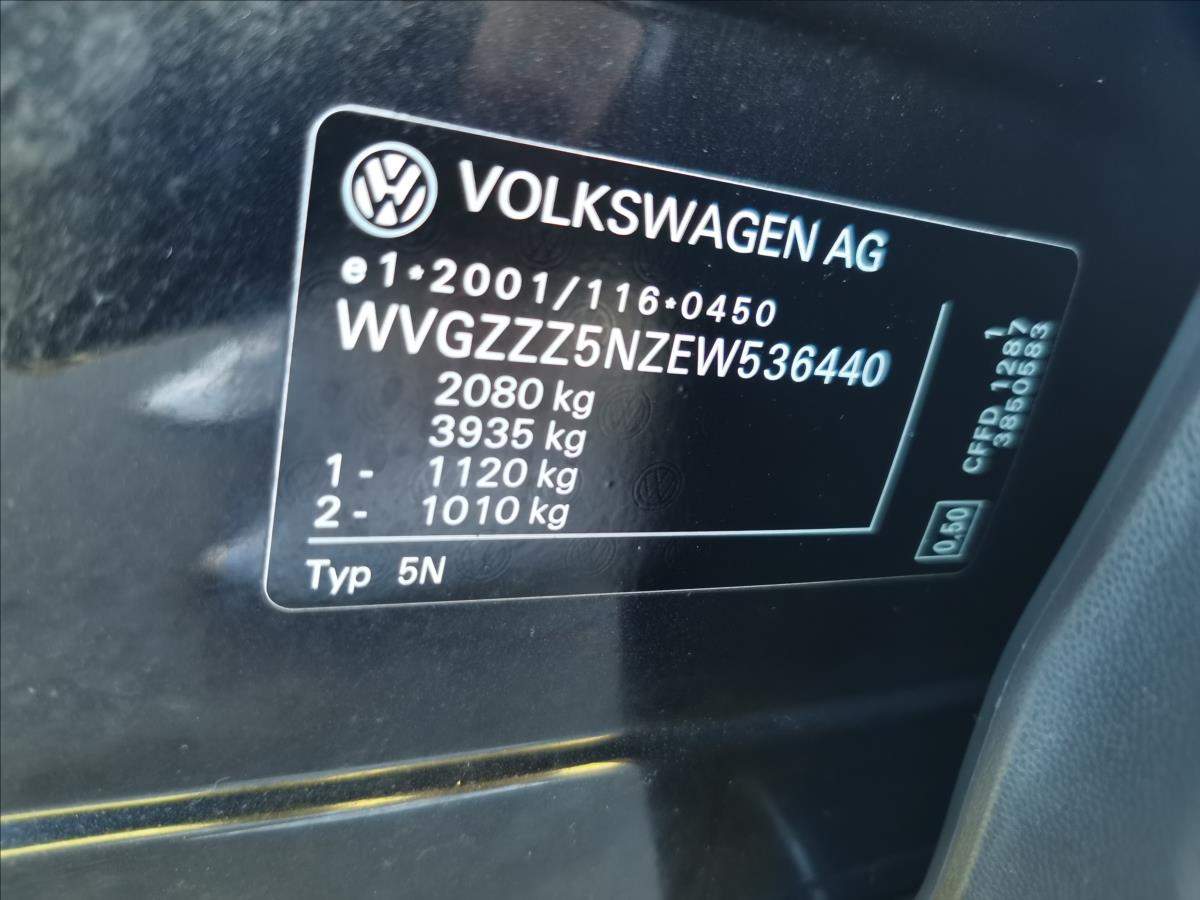 VOLKSWAGEN AG
e1*2001/116*0450
WVGZZZ5NZEW536440
2080 kg
3935 kg
1 - 1120 kg
2 - 1010 kg
Typ 5N
1
CFFD 1287
3850583
0.50